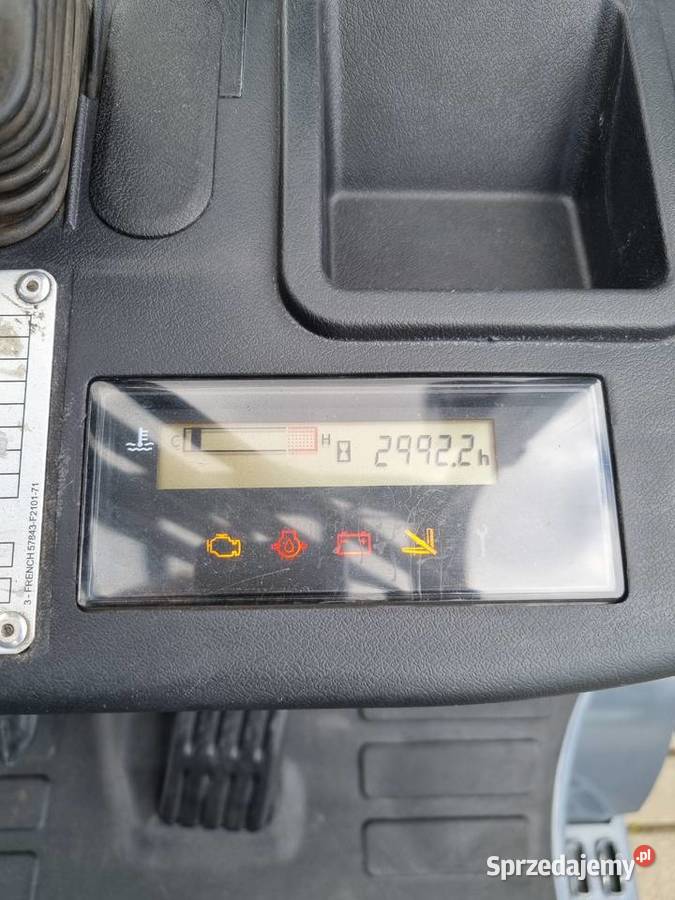 C H 2992.2h
3 - FRENCH 57843-F2101-71
Sprzedajemy.pl